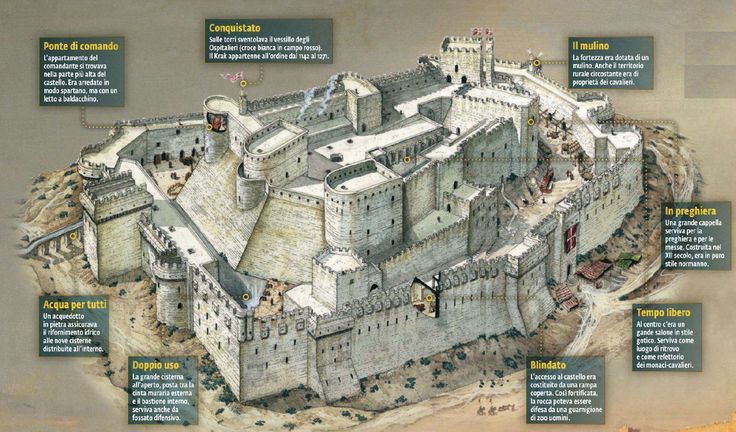 Conquistato
Sulle torri sventolava il vessillo degli
Ospitalieri (croce bianca in campo rosso).
Il Krak appartenne all'ordine dal 1142 al 1271.
Ponte di comando
L'appartamento del
comandante si trovava
nella parte più alta del
castello. Era arredato in
modo spartano, ma con un
letto a baldacchino.
Il mulino
La fortezza era dotata di un
mulino. Anche il territorio
rurale circostante era di
proprietà dei cavalieri.
In preghiera
Una grande cappella
serviva per la
preghiera e per le
messe. Costruita nel
XII secolo, era in puro
stile normanno.
Acqua per tutti
Un acquedotto
in pietra assicurava
il rifornimento idrico
alle nove cisterne
distribuite all'interno.
Tempo libero
Al centro c'era un
gande salone in stile
gotico. Serviva come
luogo di ritrovo
e come refettorio
dei monaci-cavalieri.
Doppio uso
La grande cisterna
all'aperto, posta tra la
cinta muraria esterna
e il bastione interno,
serviva anche da
fossato difensivo.
Blindato
L'accesso al castello era
costituito da una rampa
coperta. Così fortificata,
la rocca poteva essere
difesa da una guarnigione
di 200 uomini.